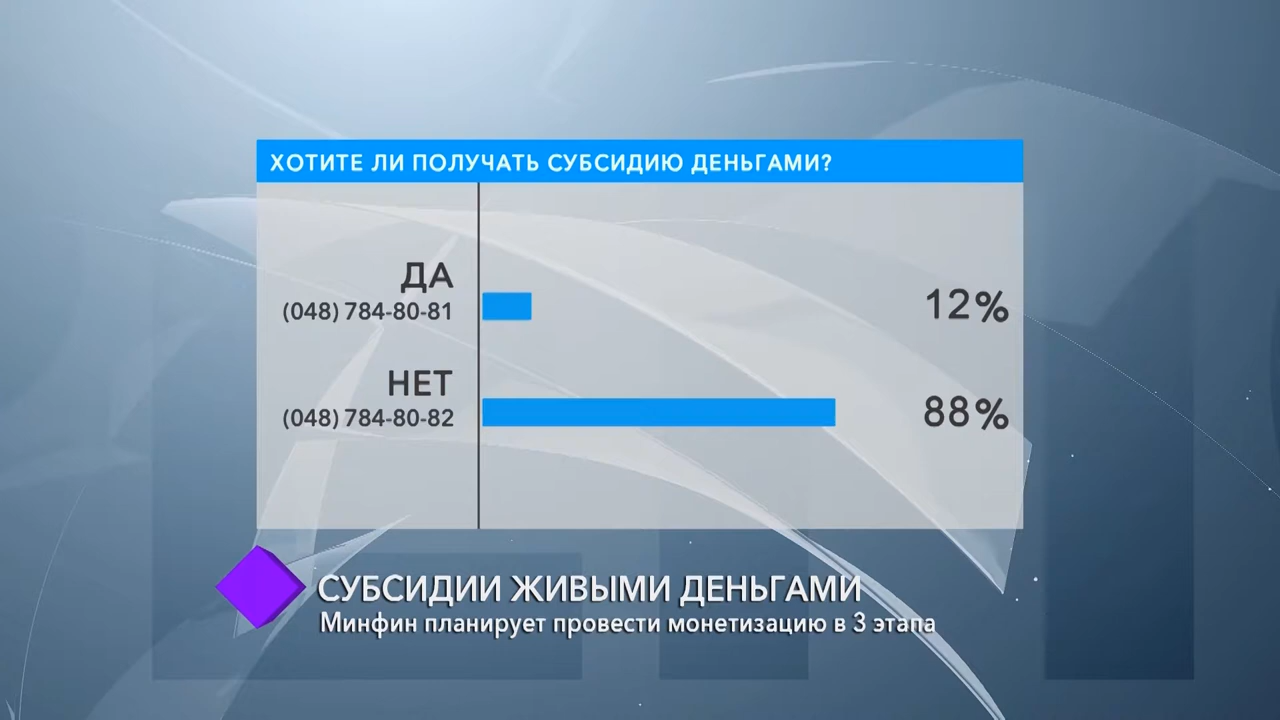 ХОТИТЕ ЛИ ПОЛУЧАТЬ СУБСИДИЮ ДЕНЬГАМИ?
ДА
(048) 784-80-81
12%
НЕТ
(048) 784-80-82
88%
СУБСИДИИ ЖИВЫМИ ДЕНЬГАМИ
Минфин планирует провести монетизацию в 3 этапа